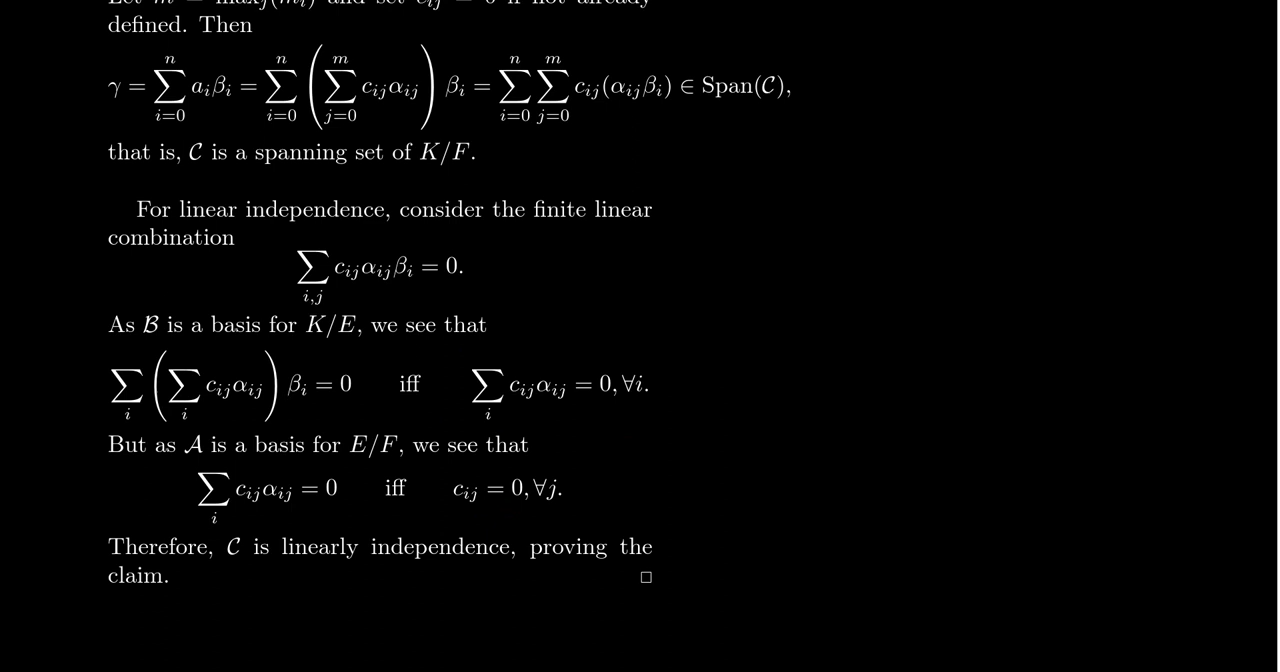 defined. Then
γ = ∑_{i=0}^{n} a_iβ_i = ∑_{i=0}^{n} (∑_{j=0}^{m} c_{ij}α_{ij}) β_i = ∑_{i=0}^{n} ∑_{j=0}^{m} c_{ij}(α_{ij}β_i) ∈ Span(𝒞),
that is, 𝒞 is a spanning set of K/F.
For linear independence, consider the finite linear
combination
∑_{i,j} c_{ij}α_{ij}β_i = 0.
As ℬ is a basis for K/E, we see that
∑_i (∑_i c_{ij}α_{ij}) β_i = 0 iff ∑_i c_{ij}α_{ij} = 0, ∀i.
But as 𝒜 is a basis for E/F, we see that
∑_i c_{ij}α_{ij} = 0 iff c_{ij} = 0, ∀j.
Therefore, 𝒞 is linearly independence, proving the
claim. □